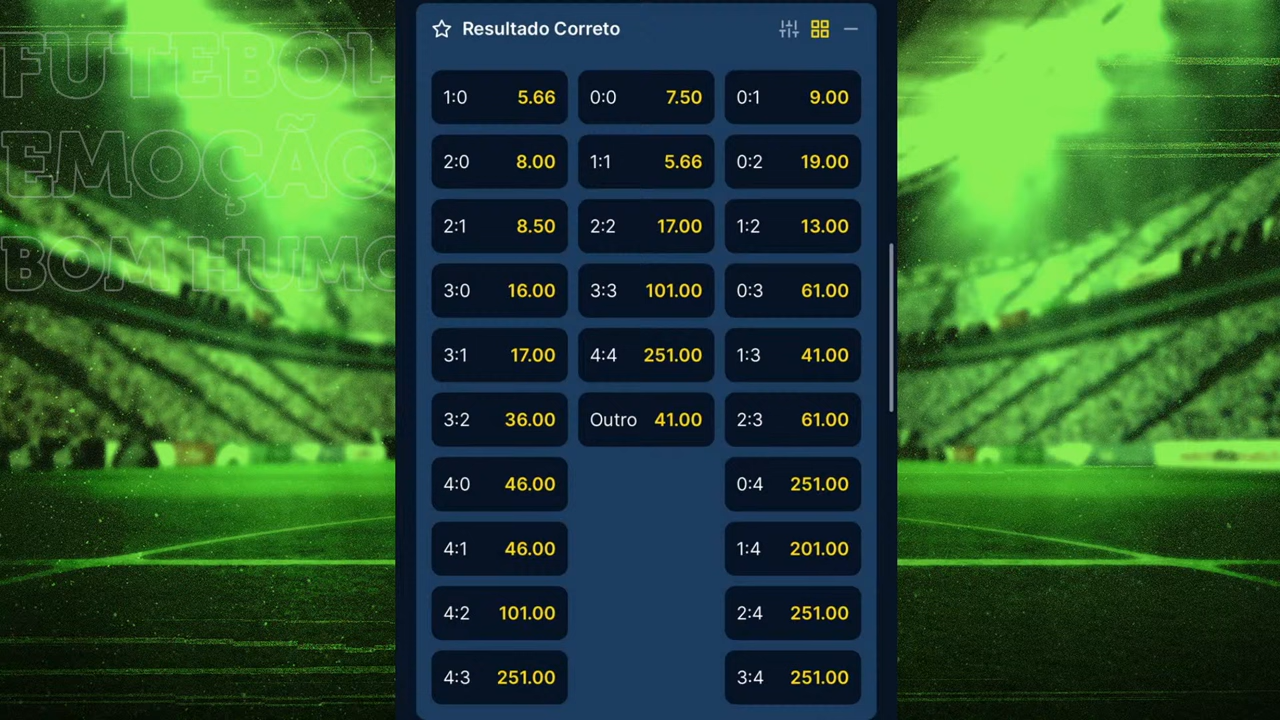 FUTEBOL
EMOÇÃO
BOM HUMO
Resultado Correto
1:0 5.66 0:0 7.50 0:1 9.00
2:0 8.00 1:1 5.66 0:2 19.00
2:1 8.50 2:2 17.00 1:2 13.00
3:0 16.00 3:3 101.00 0:3 61.00
3:1 17.00 4:4 251.00 1:3 41.00
3:2 36.00 Outro 41.00 2:3 61.00
4:0 46.00 0:4 251.00
4:1 46.00 1:4 201.00
4:2 101.00 2:4 251.00
4:3 251.00 3:4 251.00